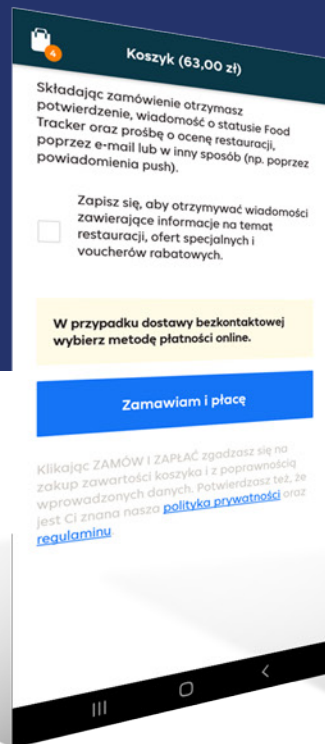 4
Koszyk (63,00 zł)
Składając zamówienie otrzymasz
potwierdzenie, wiadomość o statusie Food
Tracker oraz prośbę o ocenę restauracji,
poprzez e-mail lub w inny sposób (np. poprzez
powiadomienia push).
Zapisz się, aby otrzymywać wiadomości
zawierające informacje na temat
restauracji, ofert specjalnych i
voucherów rabatowych.
W przypadku dostawy bezkontaktowej
wybierz metodę płatności online.
Zamawiam i płacę
Klikając ZAMÓW I ZAPŁAĆ zgadzasz się na
zakup zawartości koszyka i z poprawnością
wprowadzonych danych. Potwierdzasz też, że
jest Ci znana nasza polityka prywatności oraz
regulaminu.